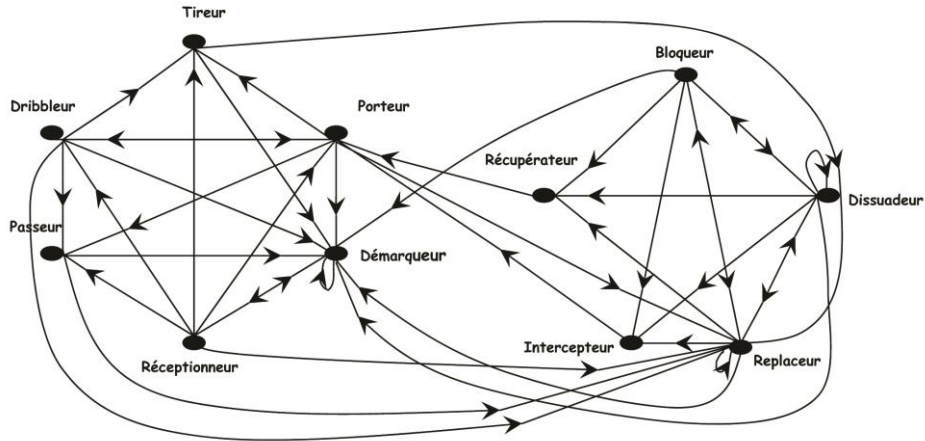 Tireur
Bloqueur
Dribbleur
Porteur
Récupérateur
Dissuadeur
Passeur
Démarqueur
Intercepteur
Replaceur
Réceptionneur